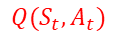 Q(S_t, A_t)